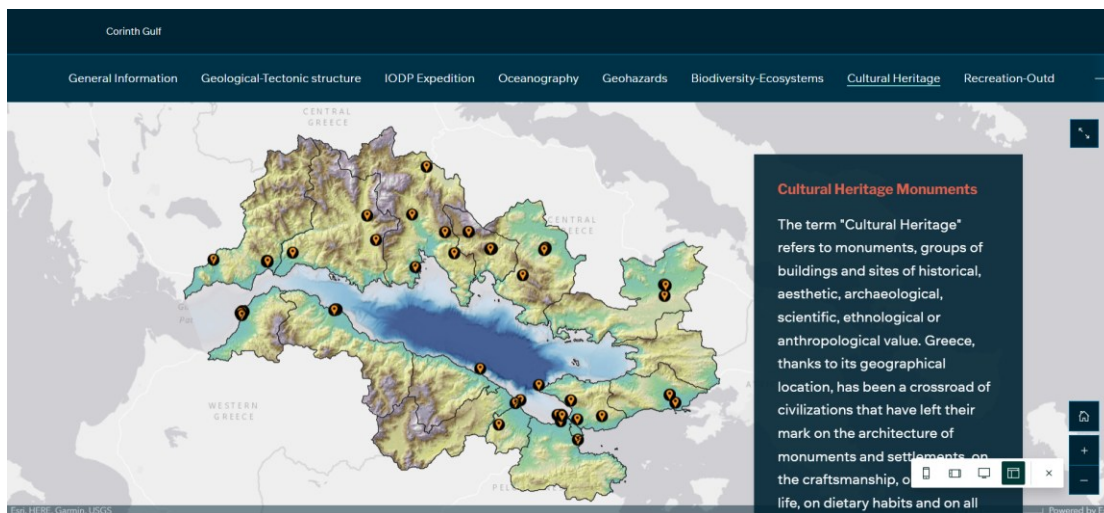 Corinth Gulf
General Information Geological-Tectonic structure IODP Expedition Oceanography Geohazards Biodiversity-Ecosystems Cultural Heritage Recreation-Outd
CENTRAL
GREECE
CENTRAL
WESTERN
GREECE
Cultural Heritage Monuments
The term "Cultural Heritage"
refers to monuments, groups of
buildings and sites of historical,
aesthetic, archaeological,
scientific, ethnological or
anthropological value. Greece,
thanks to its geographical
location, has been a crossroad of
civilizations that have left their
mark on the architecture of
monuments and settlements, on
the craftsmanship, o
life, on dietary habits and on all
Esri, HERE, Garmin, USGS
Powered by E